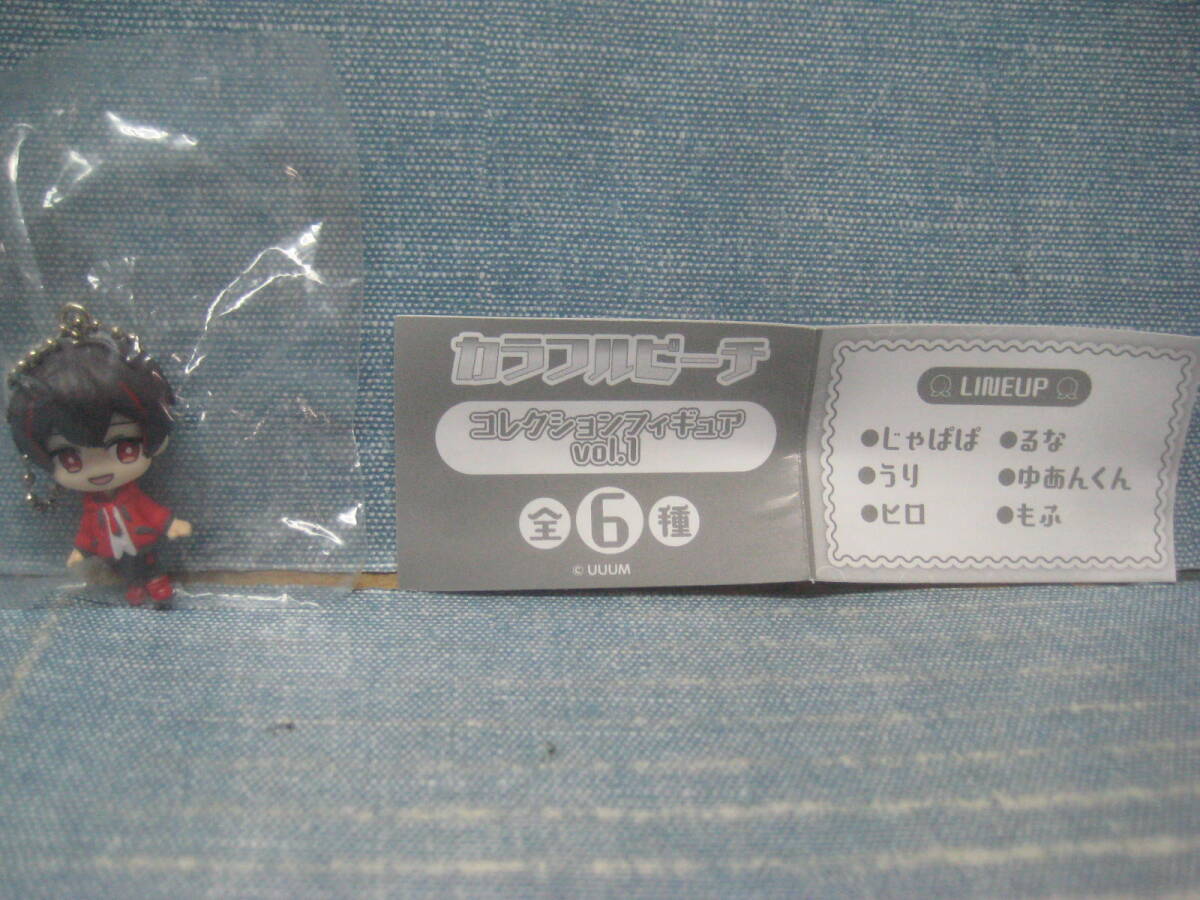 カラフルピーチ
コレクションフィギュア
vol.1
全6種
© UUUM
LINEUP
●じゃぱぱ ●るな
●うり ●ゆあんくん
●ヒロ ●もふ